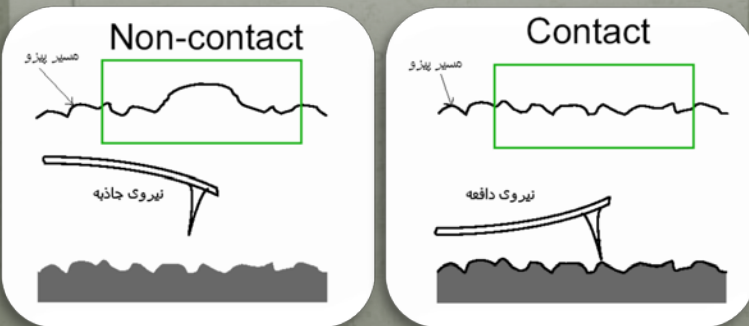 Non-contact
مسیر پیزو
نیروی جاذبه
Contact
مسیر پیزو
نیروی دافعه